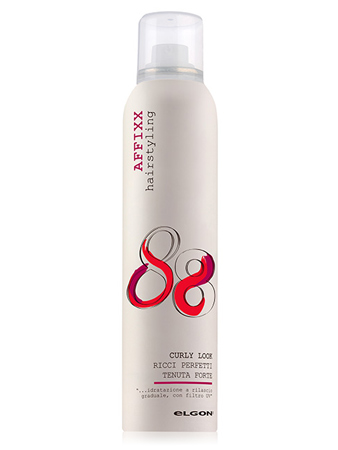 AFFIXX
hairstyling
88
CURLY LOOK
RICCI PERFETTI
TENUTA FORTE
"...idratazione a rilascio
graduale, con filtro UV"
ELGON